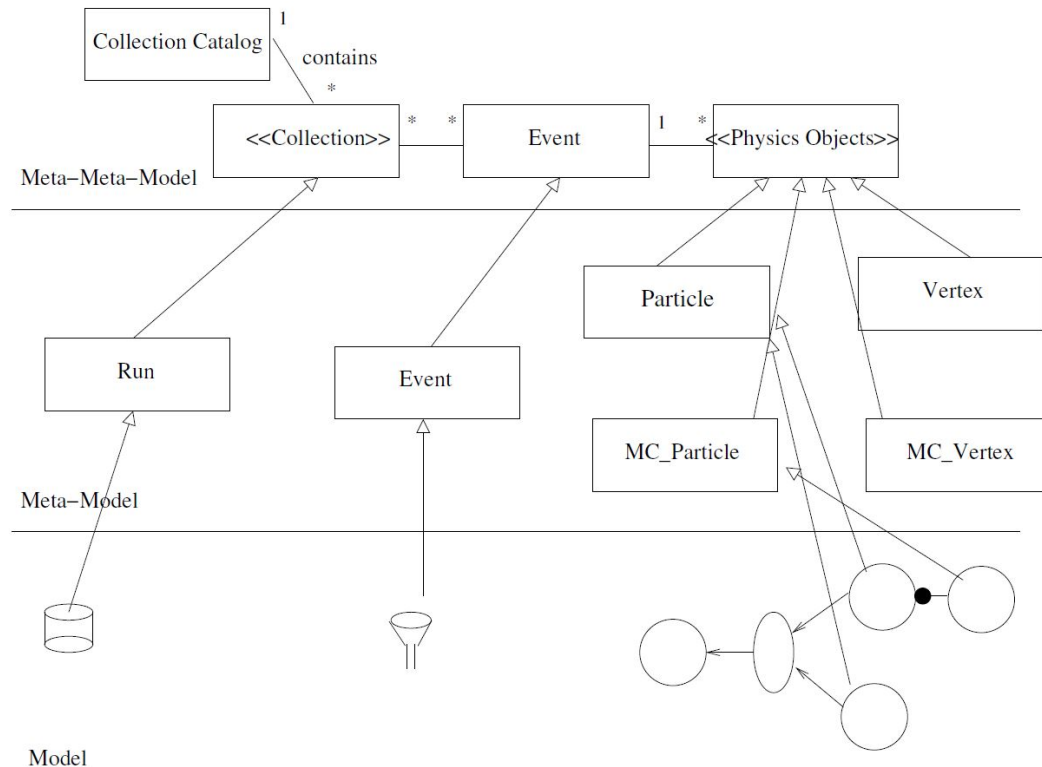 1
Collection Catalog
contains
*
<<Collection>>
* *
Event
1 *
<<Physics Objects>>
Meta-Meta-Model
Particle
Vertex
Run
Event
MC_Particle
MC_Vertex
Meta-Model
Model